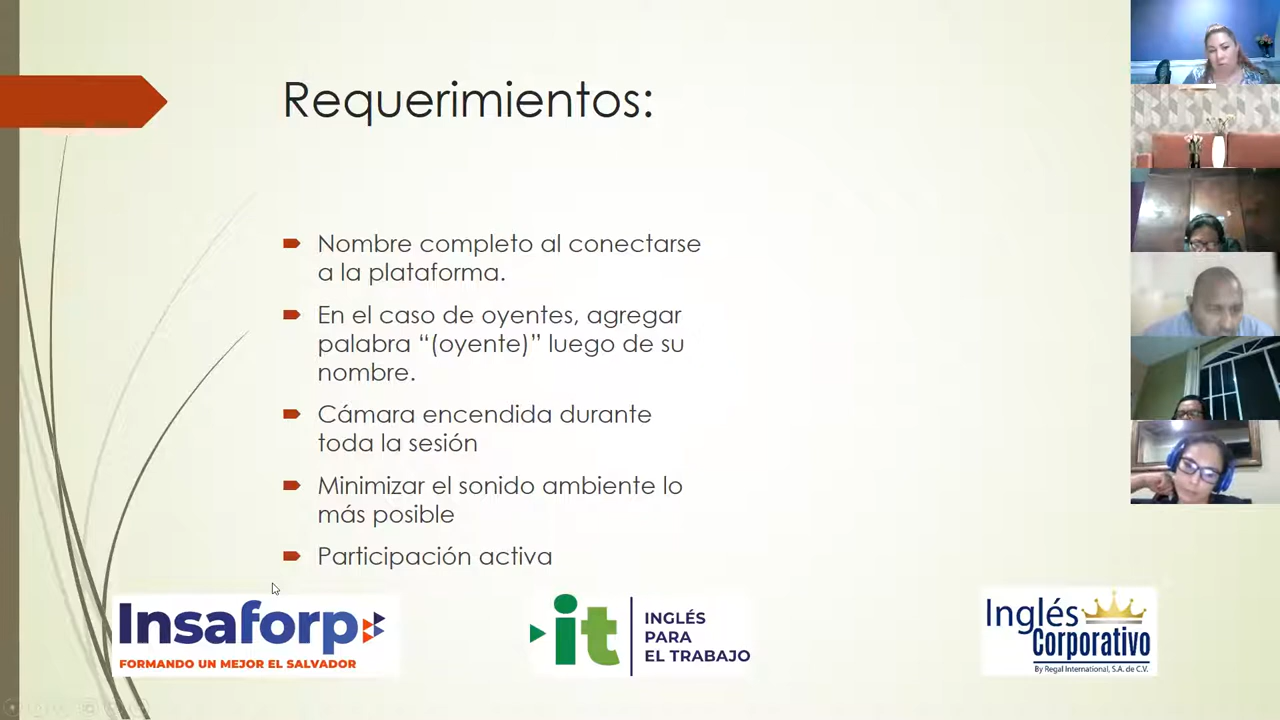 Requerimientos:
Nombre completo al conectarse
a la plataforma.
En el caso de oyentes, agregar
palabra “(oyente)” luego de su
nombre.
Cámara encendida durante
toda la sesión
Minimizar el sonido ambiente lo
más posible
Participación activa
Insaforp
FORMANDO UN MEJOR EL SALVADOR
it
INGLÉS
PARA
EL TRABAJO
Inglés
Corporativo
By Regal International, S.A. de C.V.